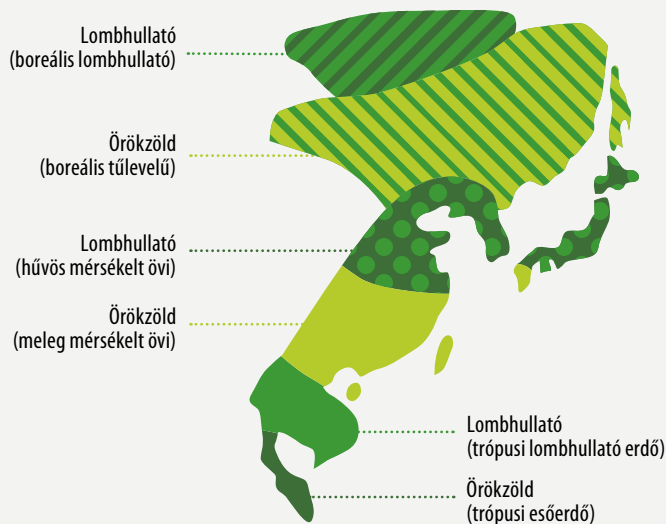 Lombhullató
(boreális lombhullató)
Örökzöld
(boreális tűlevelű)
Lombhullató
(hűvös mérsékelt övi)
Örökzöld
(meleg mérsékelt övi)
Lombhullató
(trópusi lombhullató erdő)
Örökzöld
(trópusi esőerdő)